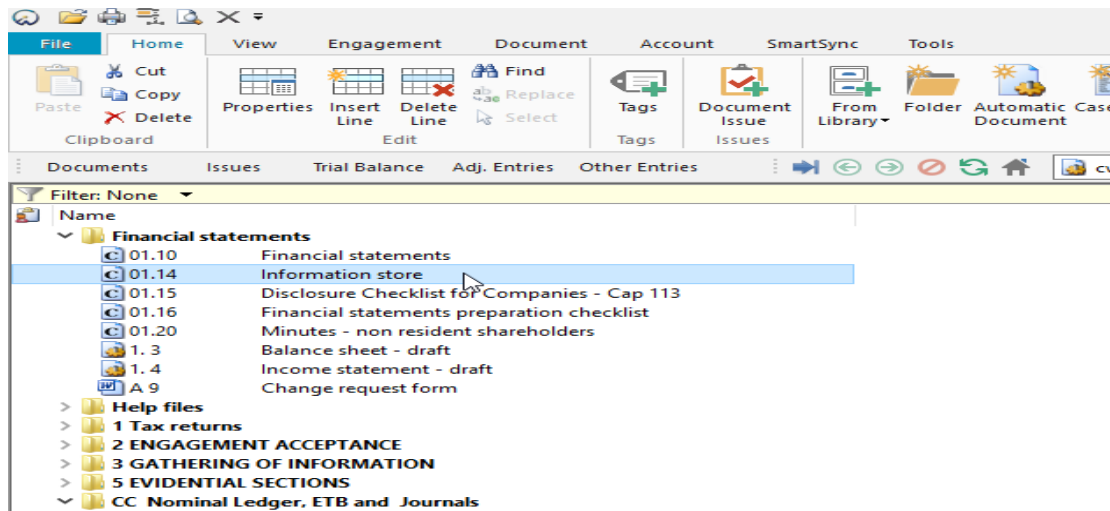 File Home View Engagement Document Account SmartSync Tools
Cut
Copy
Delete
Paste
Clipboard
Properties
Insert Line
Delete Line
Find
Replace
Select
Edit
Tags
Tags
Document Issue
Issues
From Library
Folder
Automatic Document
Documents Issues Trial Balance Adj. Entries Other Entries
Filter: None
Name
Financial statements
01.10 Financial statements
01.14 Information store
01.15 Disclosure Checklist for Companies - Cap 113
01.16 Financial statements preparation checklist
01.20 Minutes - non resident shareholders
1. 3 Balance sheet - draft
1. 4 Income statement - draft
A 9 Change request form
Help files
1 Tax returns
2 ENGAGEMENT ACCEPTANCE
3 GATHERING OF INFORMATION
5 EVIDENTIAL SECTIONS
CC Nominal Ledger, ETB and Journals